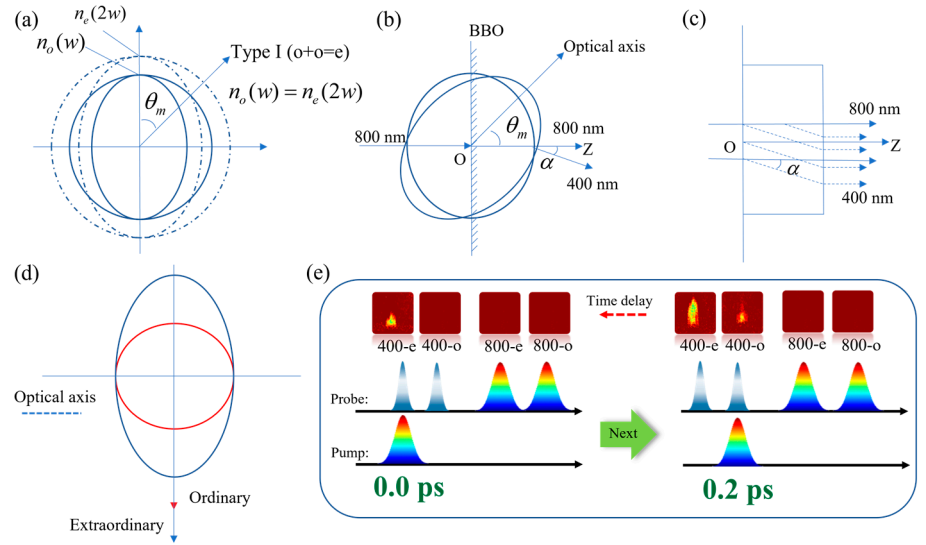 (a)
n_e(2w)
n_o(w)
Type I (o+o=e)
n_o(w) = n_e(2w)
θ_m
(b)
BBO
Optical axis
θ_m
800 nm
800 nm
O
Z
α
400 nm
(c)
800 nm
O
Z
α
400 nm
(d)
Optical axis
Ordinary
Extraordinary
(e)
Time delay
400-e 400-o 800-e 800-o
400-e 400-o 800-e 800-o
Probe:
Pump:
Next
0.0 ps
0.2 ps